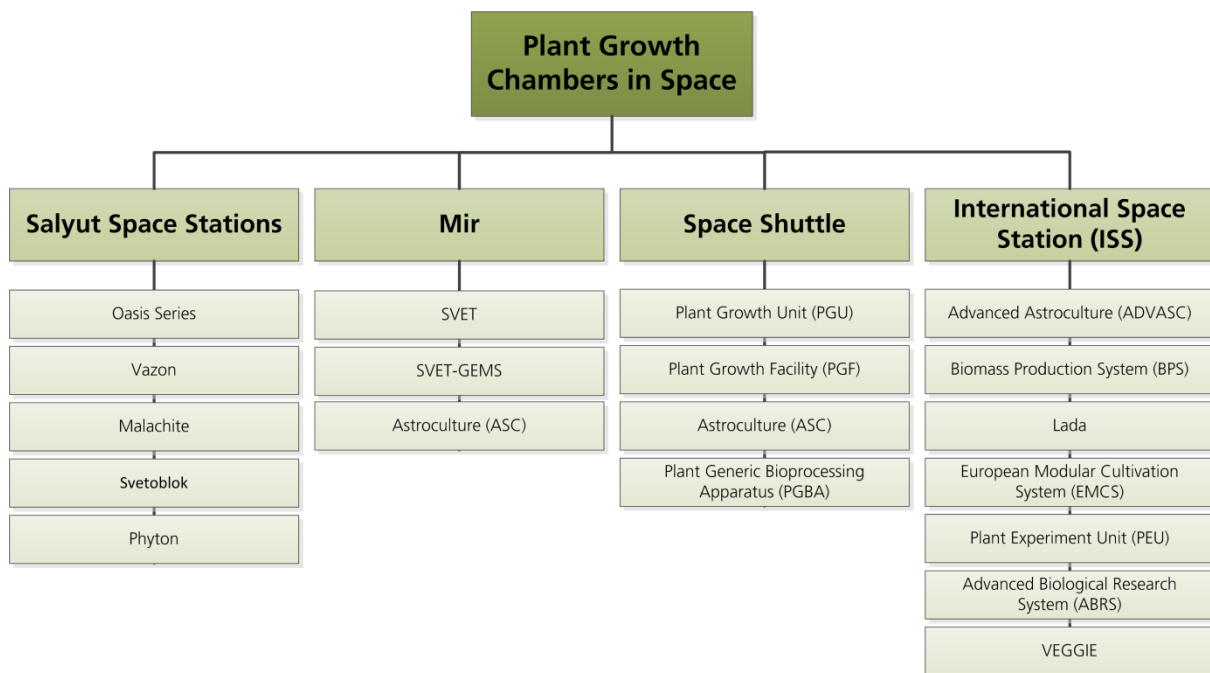 Plant Growth
Chambers in Space
Salyut Space Stations
Mir
Space Shuttle
International Space
Station (ISS)
Oasis Series
Vazon
Malachite
Svetoblok
Phyton
SVET
SVET-GEMS
Astroculture (ASC)
Plant Growth Unit (PGU)
Plant Growth Facility (PGF)
Astroculture (ASC)
Plant Generic Bioprocessing
Apparatus (PGBA)
Advanced Astroculture (ADVASC)
Biomass Production System (BPS)
Lada
European Modular Cultivation
System (EMCS)
Plant Experiment Unit (PEU)
Advanced Biological Research
System (ABRS)
VEGGIE